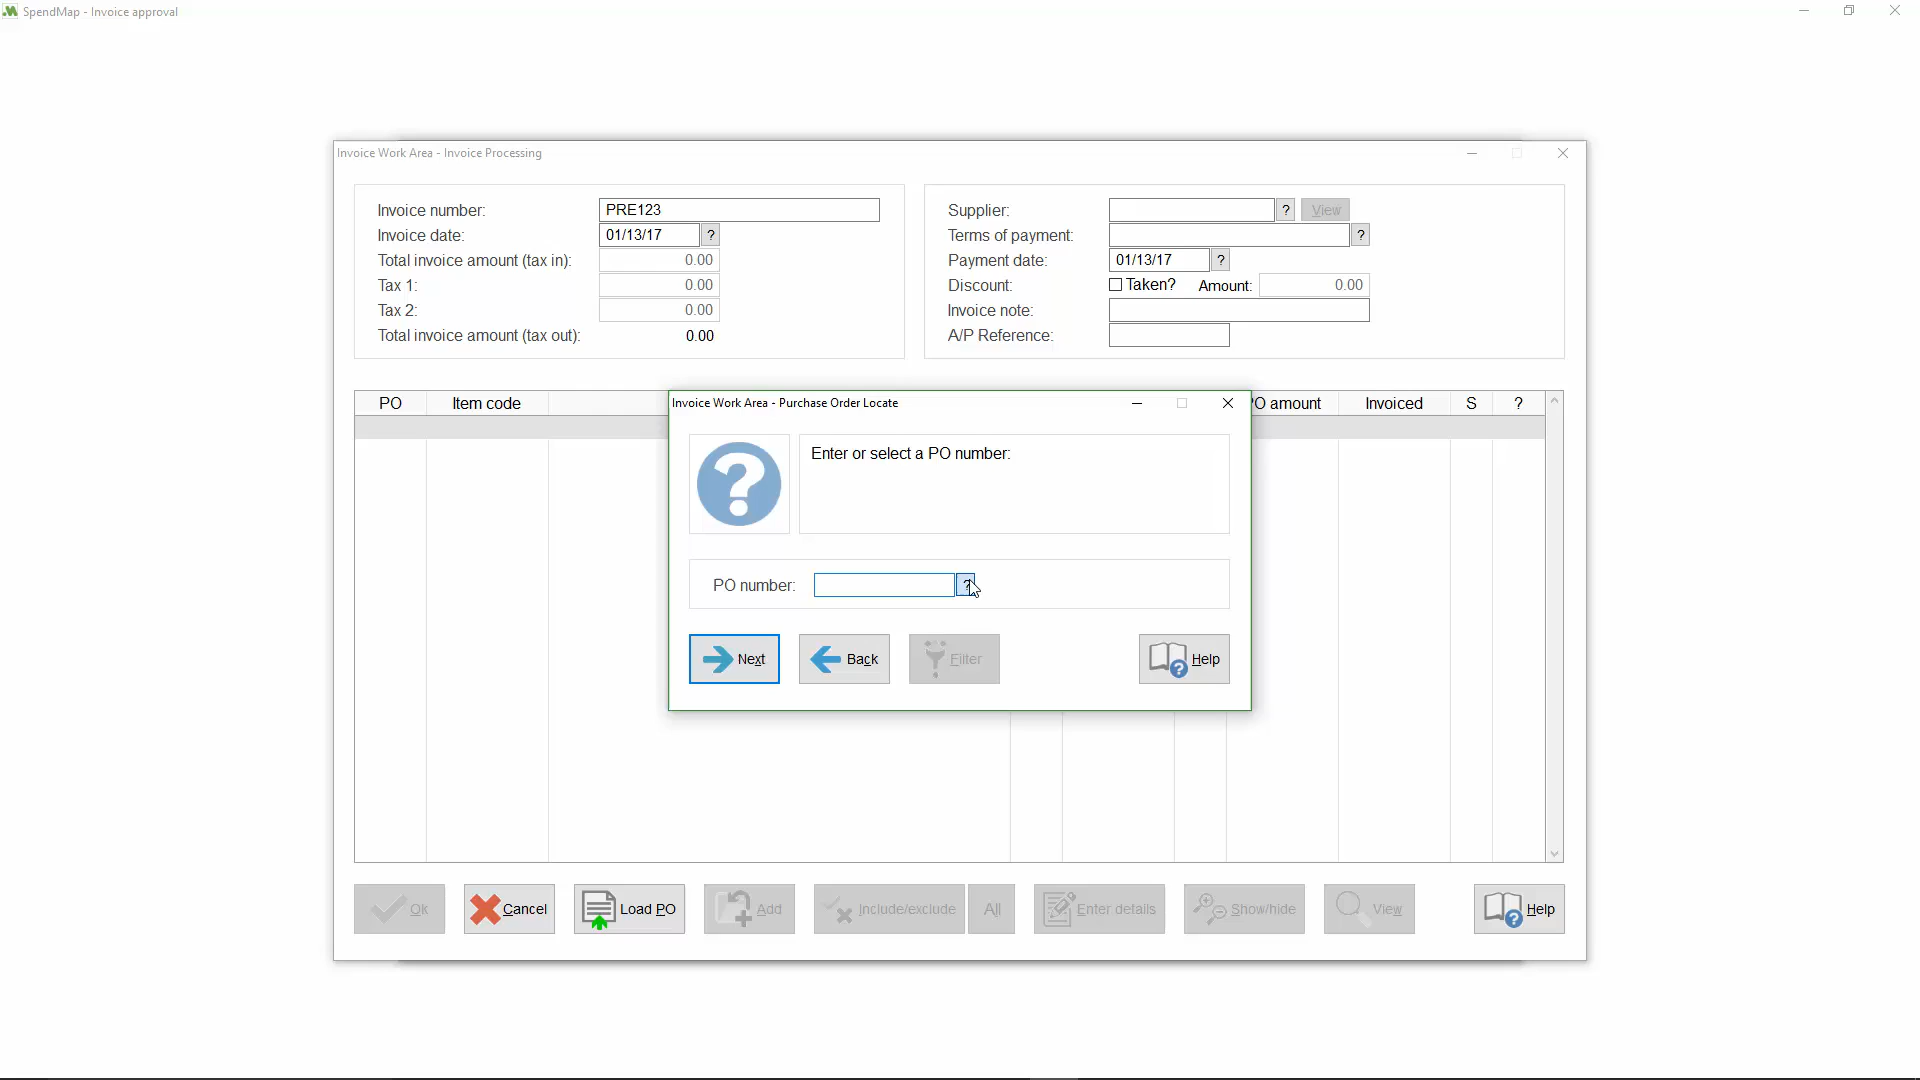 SpendMap - Invoice approval
Invoice Work Area - Invoice Processing
Invoice number: PRE123
Invoice date: 01/13/17 ?
Total invoice amount (tax in): 0.00
Tax 1: 0.00
Tax 2: 0.00
Total invoice amount (tax out): 0.00
Supplier: ? View
Terms of payment: ?
Payment date: 01/13/17 ?
Discount: Taken? Amount: 0.00
Invoice note:
A/P Reference:
PO Item code PO amount Invoiced S ?
Invoice Work Area - Purchase Order Locate
Enter or select a PO number:
PO number: ?
Next Back Filter Help
Ok Cancel Load PO Add Include/exclude All Enter details Show/hide View Help